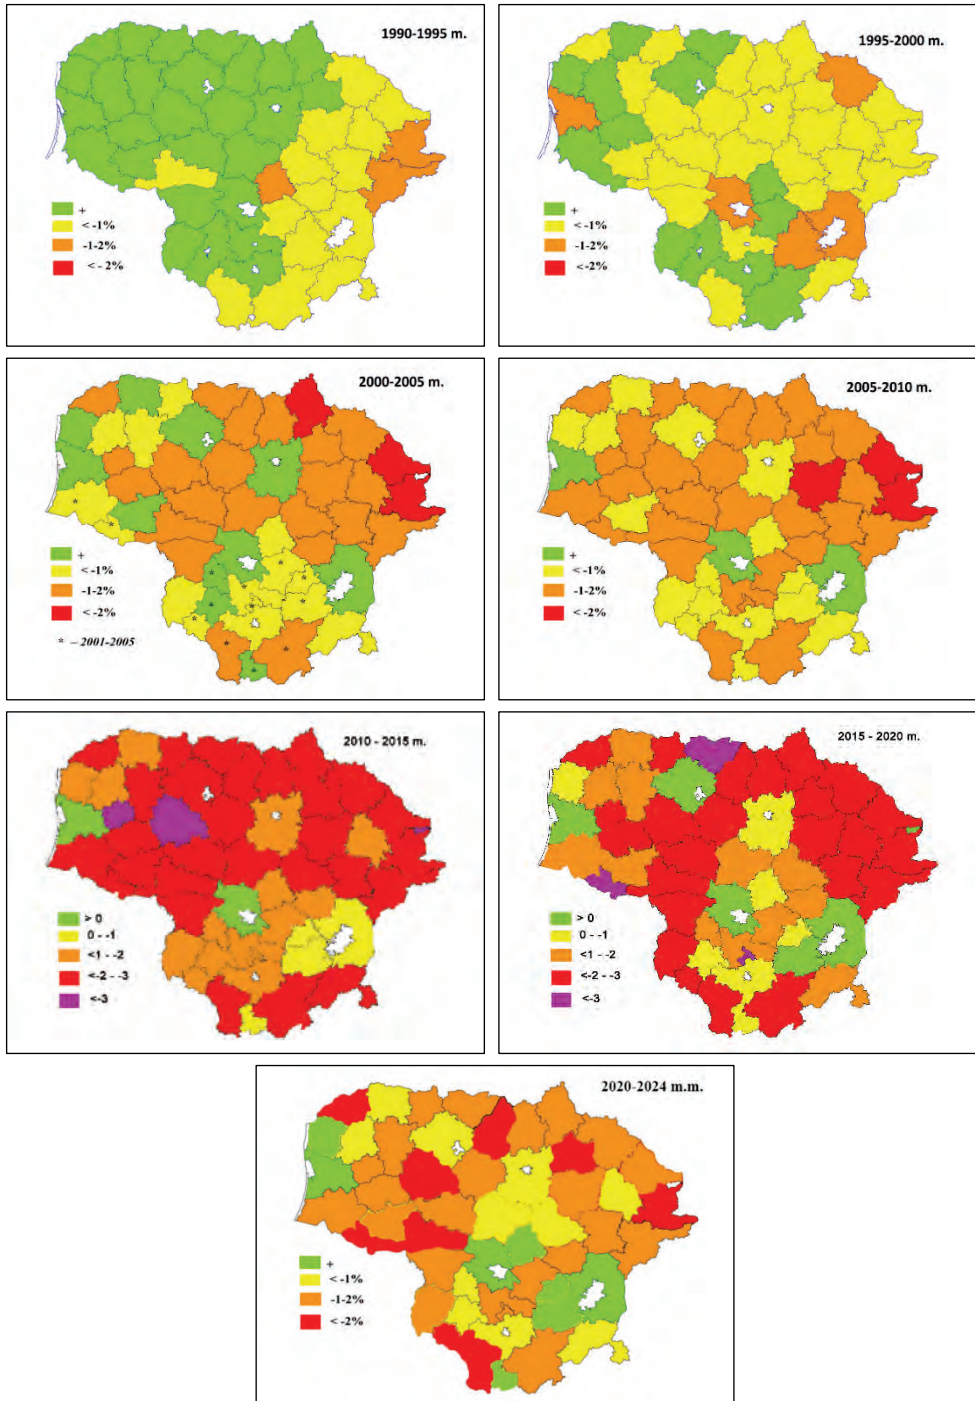 1990-1995 m.
+
< -1%
-1-2%
< - 2%
1995-2000 m.
+
< -1%
-1-2%
< -2%
2000-2005 m.
+
< -1%
-1-2%
< -2%
* – 2001-2005
2005-2010 m.
+
< -1%
-1-2%
< -2%
2010 - 2015 m.
> 0
0 - -1
<1 - -2
<-2 - -3
<-3
2015 - 2020 m.
> 0
0 - -1
<1 - -2
<-2 - -3
<-3
2020-2024 m.m.
+
< -1%
-1-2%
< -2%